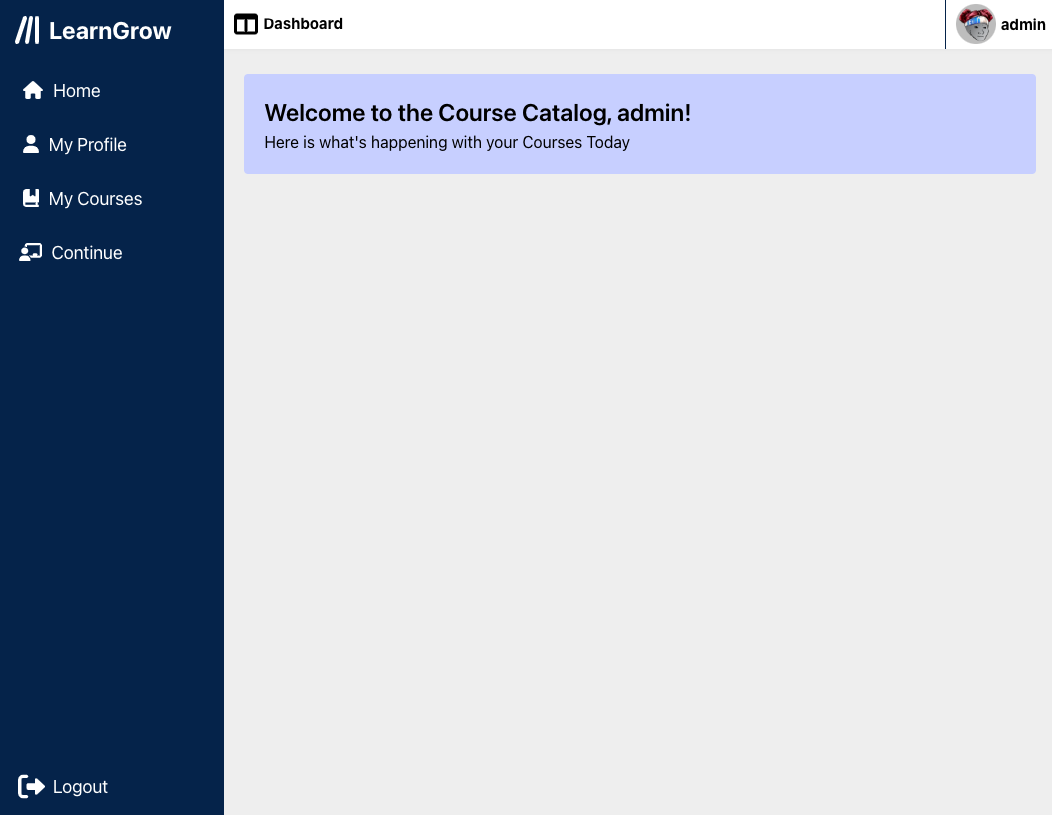 LearnGrow
Dashboard
admin
Home
My Profile
My Courses
Continue
Logout
Welcome to the Course Catalog, admin!
Here is what's happening with your Courses Today